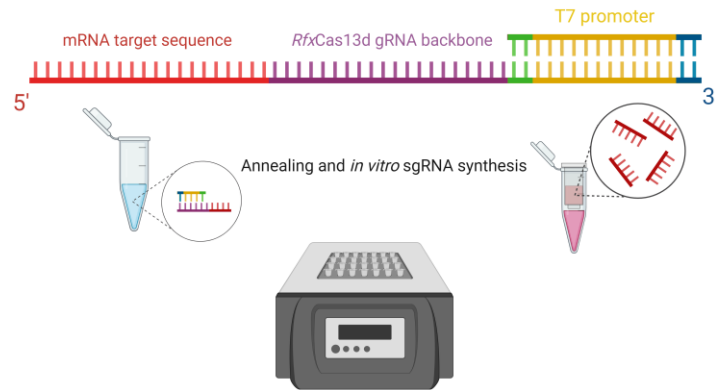 T7 promoter
mRNA target sequence RfxCas13d gRNA backbone
5' 3
Annealing and in vitro sgRNA synthesis